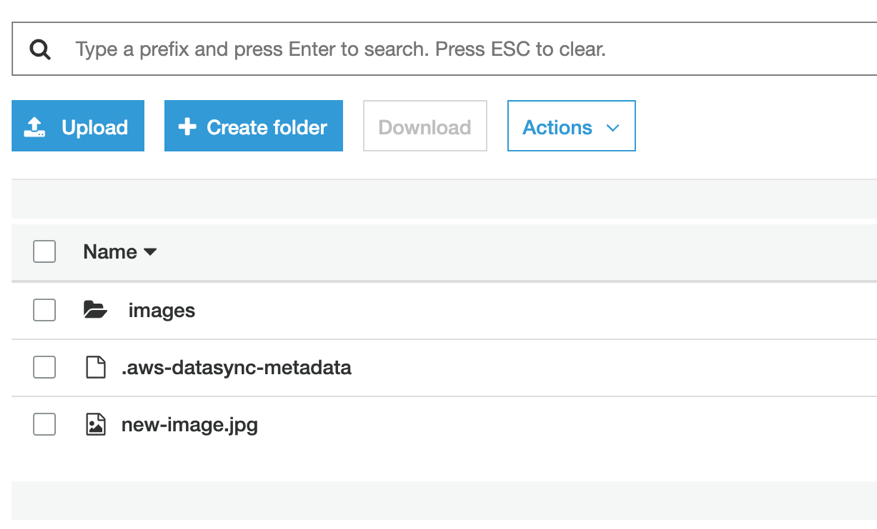 Type a prefix and press Enter to search. Press ESC to clear.
Upload Create folder Download Actions
Name
images
.aws-datasync-metadata
new-image.jpg